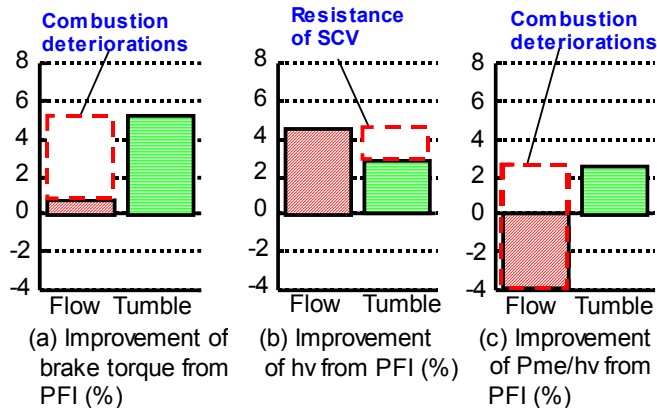 Combustion
deteriorations
8
6
4
2
0
-2
-4
Flow Tumble
(a) Improvement of
brake torque from
PFI (%)
Resistance
of SCV
8
6
4
2
0
-2
-4
Flow Tumble
(b) Improvement
of hv from PFI (%)
Combustion
deteriorations
8
6
4
2
0
-2
-4
Flow Tumble
(c) Improvement
of Pme/hv from
PFI (%)